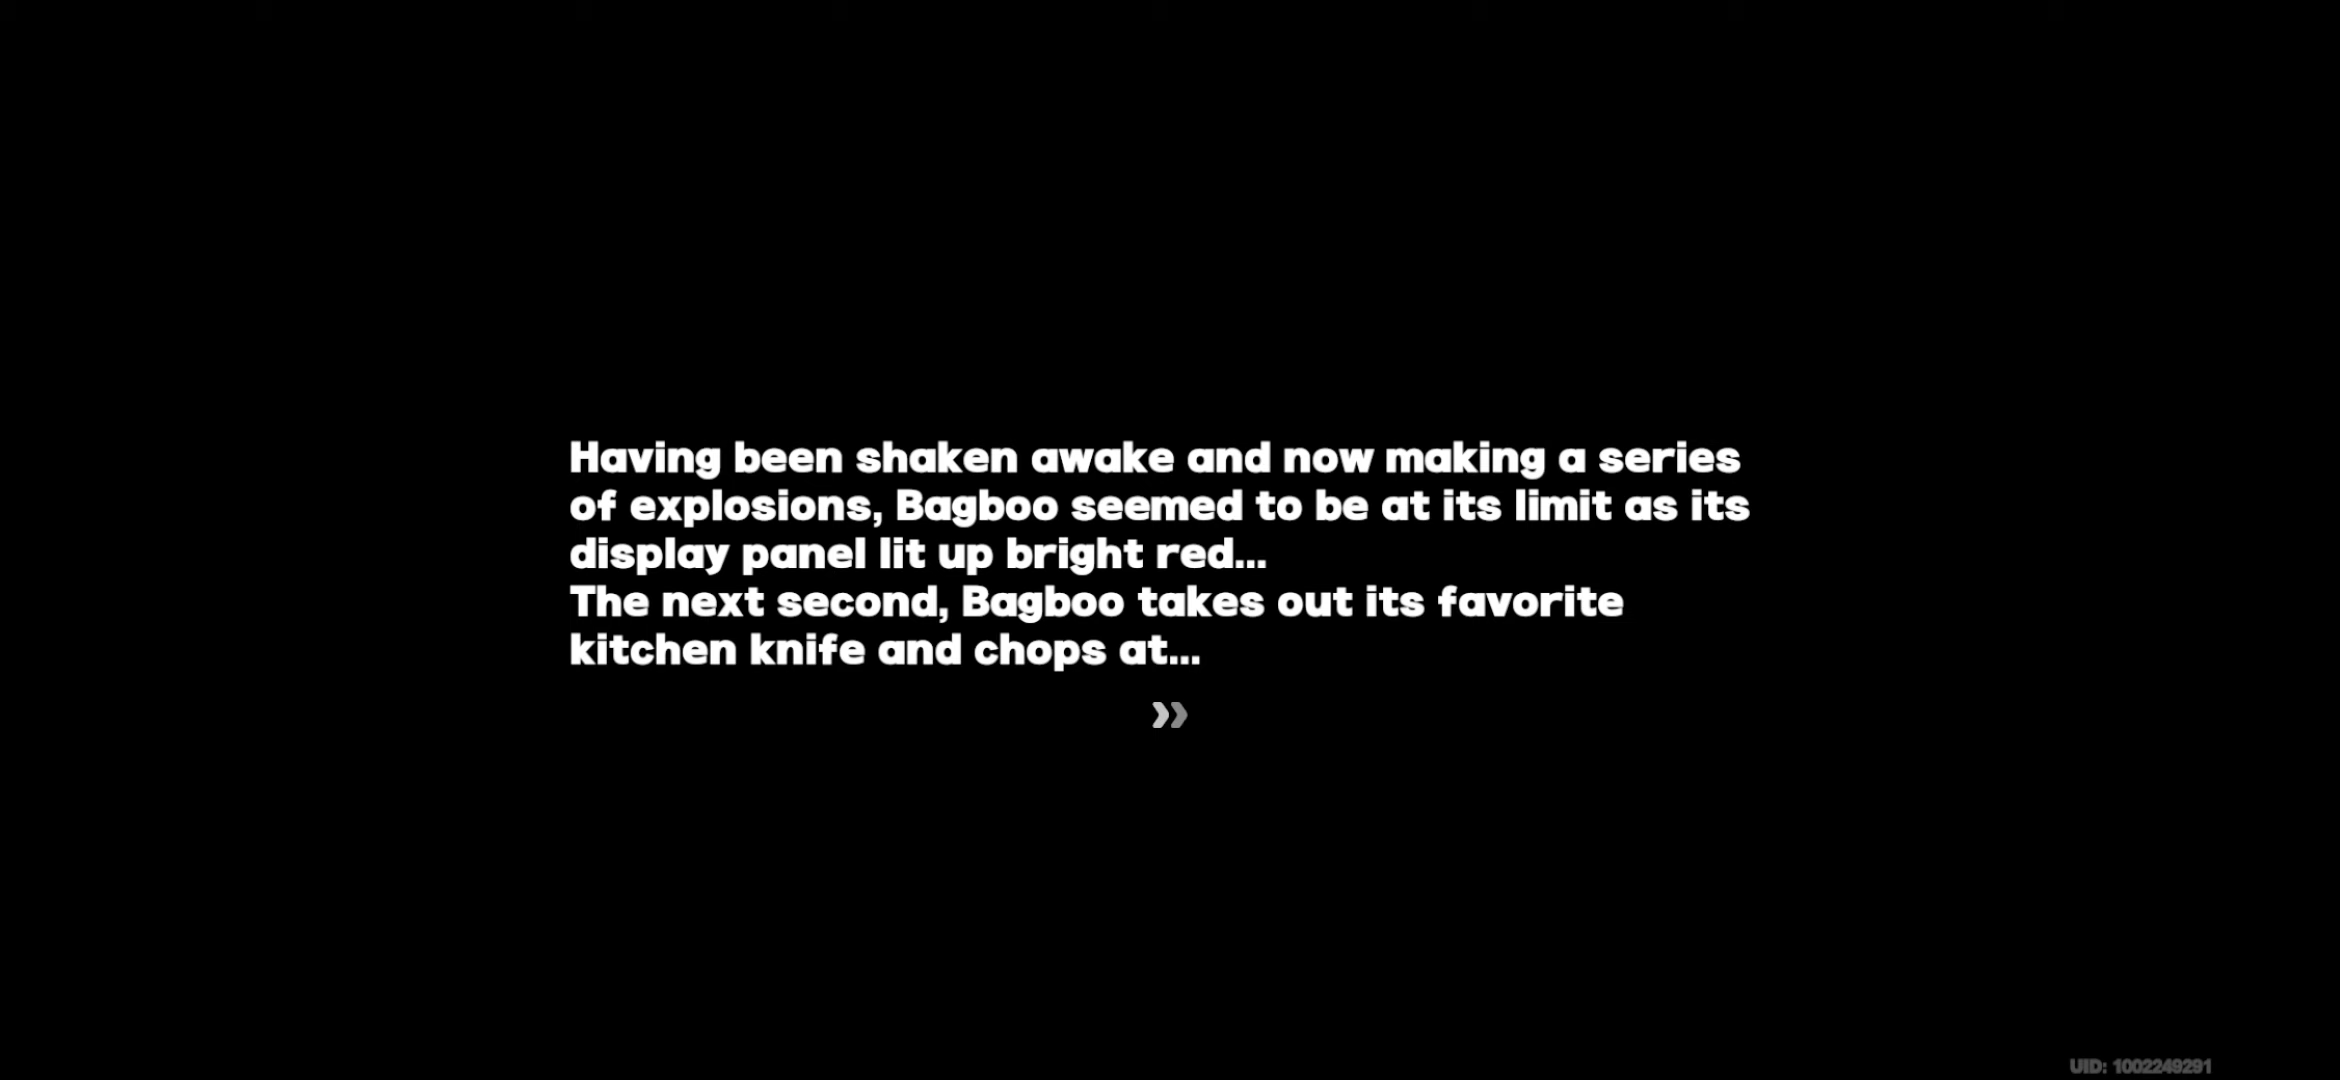 Having been shaken awake and now making a series
of explosions, Bagboo seemed to be at its limit as its
display panel lit up bright red...
The next second, Bagboo takes out its favorite
kitchen knife and chops at...
UID: 1002249291